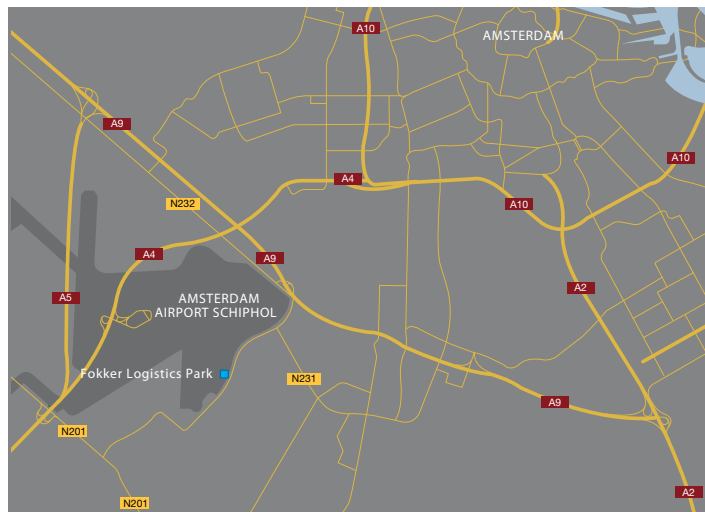 A10
AMSTERDAM
A9
A10
A4
N232
A10
A4
A9
A2
A5
AMSTERDAM
AIRPORT SCHIPHOL
Fokker Logistics Park
N231
A9
N201
A2
N201